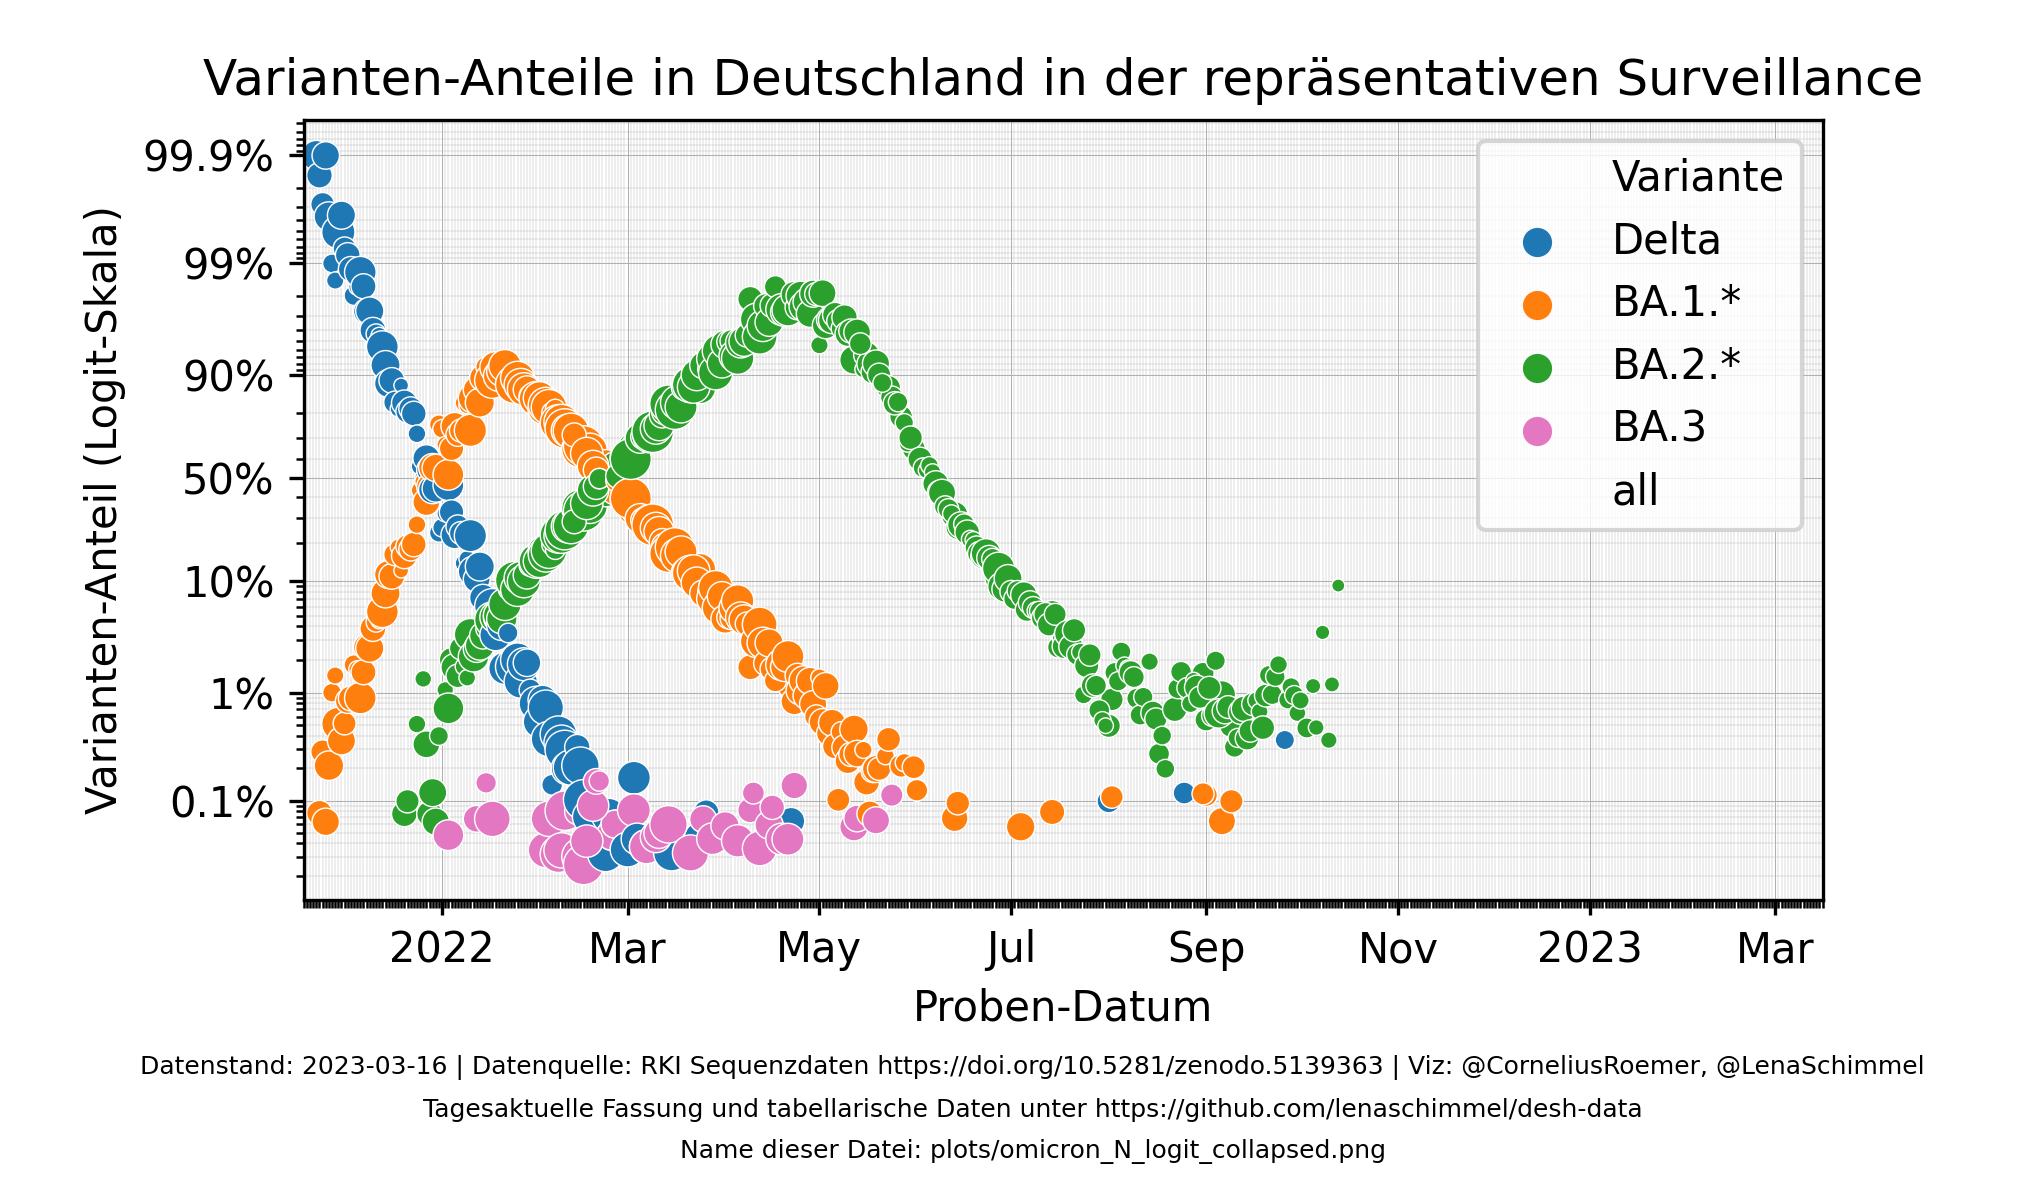 Varianten-Anteile in Deutschland in der repräsentativen Surveillance
99.9%
99%
90%
50%
10%
1%
0.1%
Varianten-Anteil (Logit-Skala)
Variante
Delta
BA.1.*
BA.2.*
BA.3
all
2022 Mar May Jul Sep Nov 2023 Mar
Proben-Datum
Datenstand: 2023-03-16 | Datenquelle: RKI Sequenzdaten https://doi.org/10.5281/zenodo.5139363 | Viz: @CorneliusRoemer, @LenaSchimmel
Tagesaktuelle Fassung und tabellarische Daten unter https://github.com/lenaschimmel/desh-data
Name dieser Datei: plots/omicron_N_logit_collapsed.png